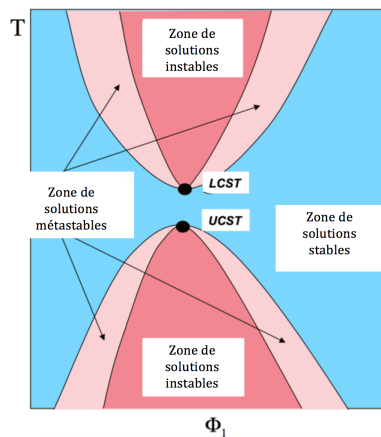 T
Zone de
solutions
instables
LCST
Zone de
solutions
métastables
UCST
Zone de
solutions
stables
Zone de
solutions
instables
Φ₁